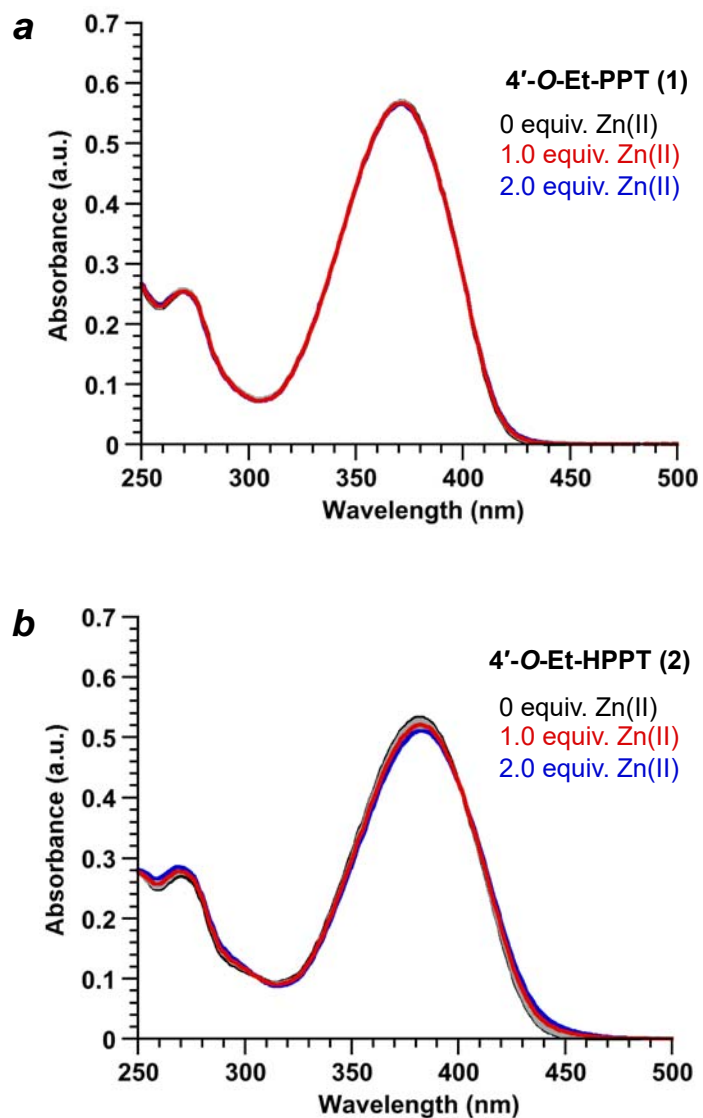 a
0.7
0.6
0.5
0.4
0.3
0.2
0.1
0
Absorbance (a.u.)
4′-O-Et-PPT (1)
0 equiv. Zn(II)
1.0 equiv. Zn(II)
2.0 equiv. Zn(II)
250 300 350 400 450 500
Wavelength (nm)
b
0.7
0.6
0.5
0.4
0.3
0.2
0.1
0
Absorbance (a.u.)
4′-O-Et-HPPT (2)
0 equiv. Zn(II)
1.0 equiv. Zn(II)
2.0 equiv. Zn(II)
250 300 350 400 450 500
Wavelength (nm)